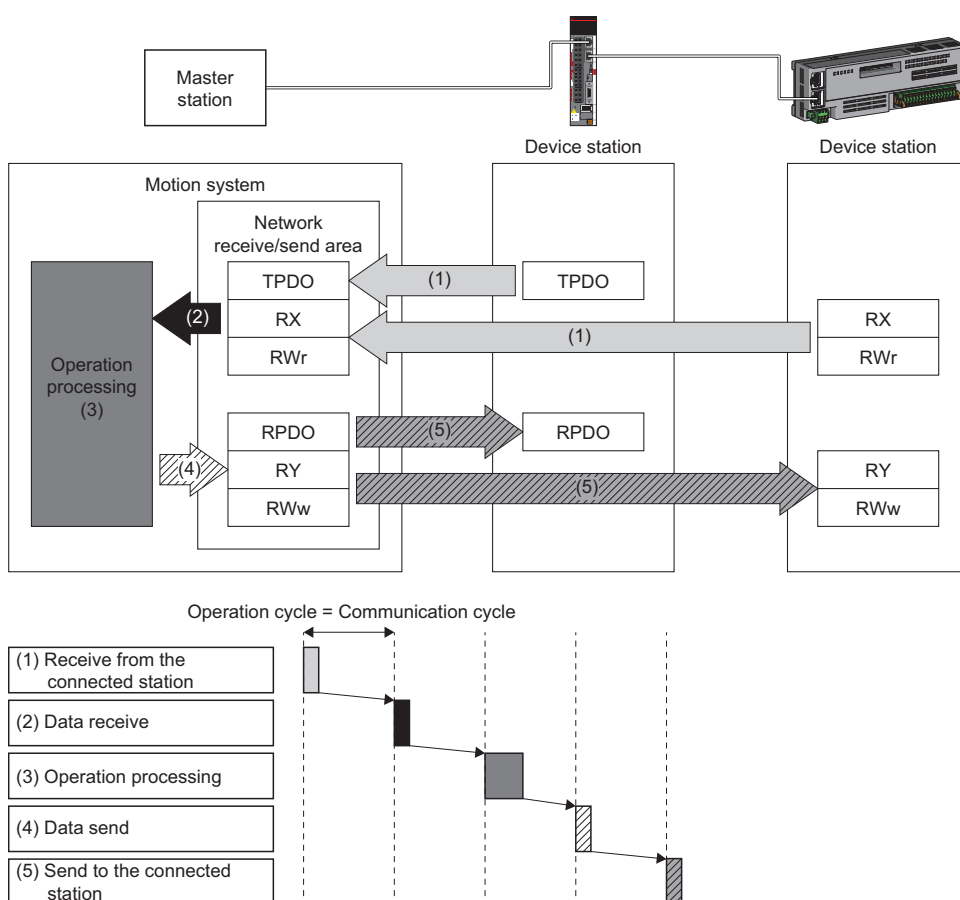 Master
station
Device station
Device station
Motion system
Network
receive/send area
TPDO
(1)
TPDO
(2)
RX
RX
(1)
RWr
RWr
Operation
processing
(3)
RPDO
(5)
RPDO
(4)
RY
RY
(5)
RWw
RWw
Operation cycle = Communication cycle
(1) Receive from the
connected station
(2) Data receive
(3) Operation processing
(4) Data send
(5) Send to the connected
station